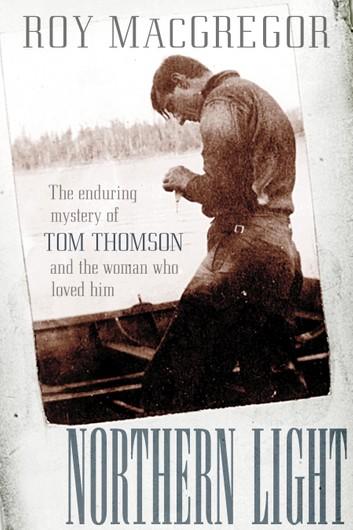 ROY MACGREGOR
The enduring
mystery of
TOM THOMSON
and the woman who
loved him
NORTHERN LIGHT